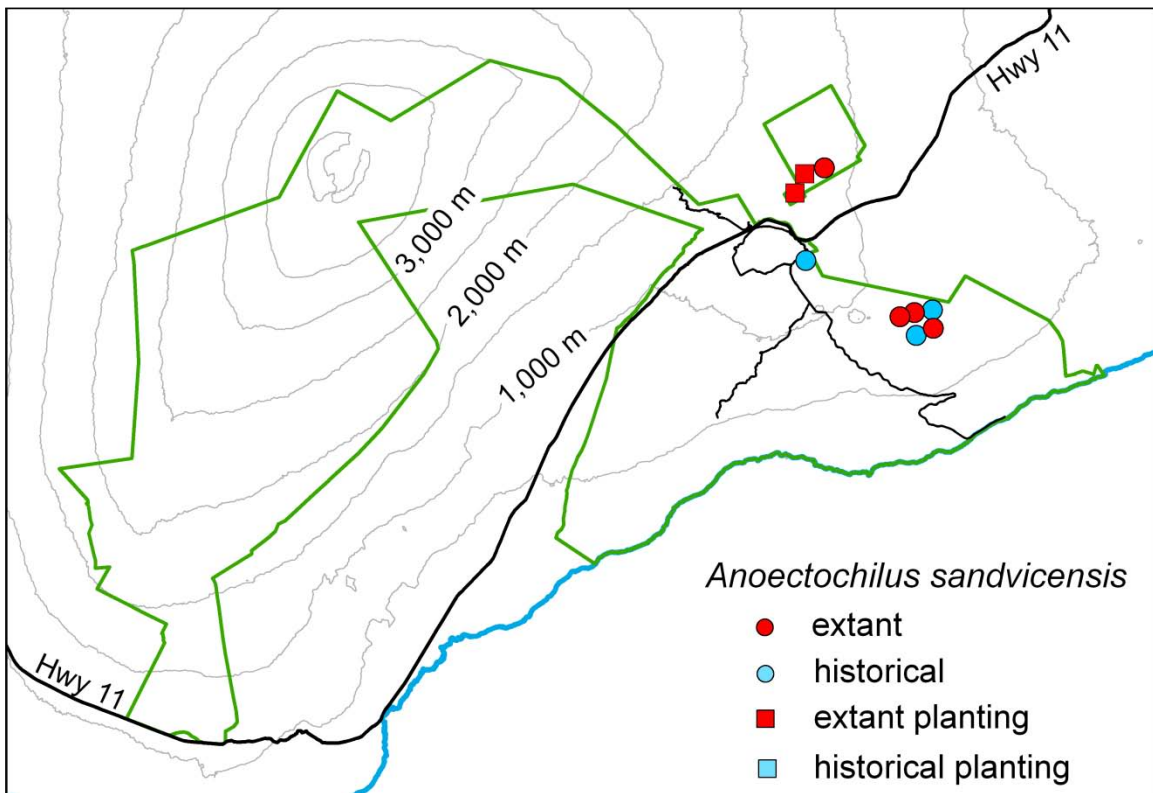 Hwy 11
3,000 m
2,000 m
1,000 m
Hwy 11
Anoectochilus sandvicensis
extant
historical
extant planting
historical planting